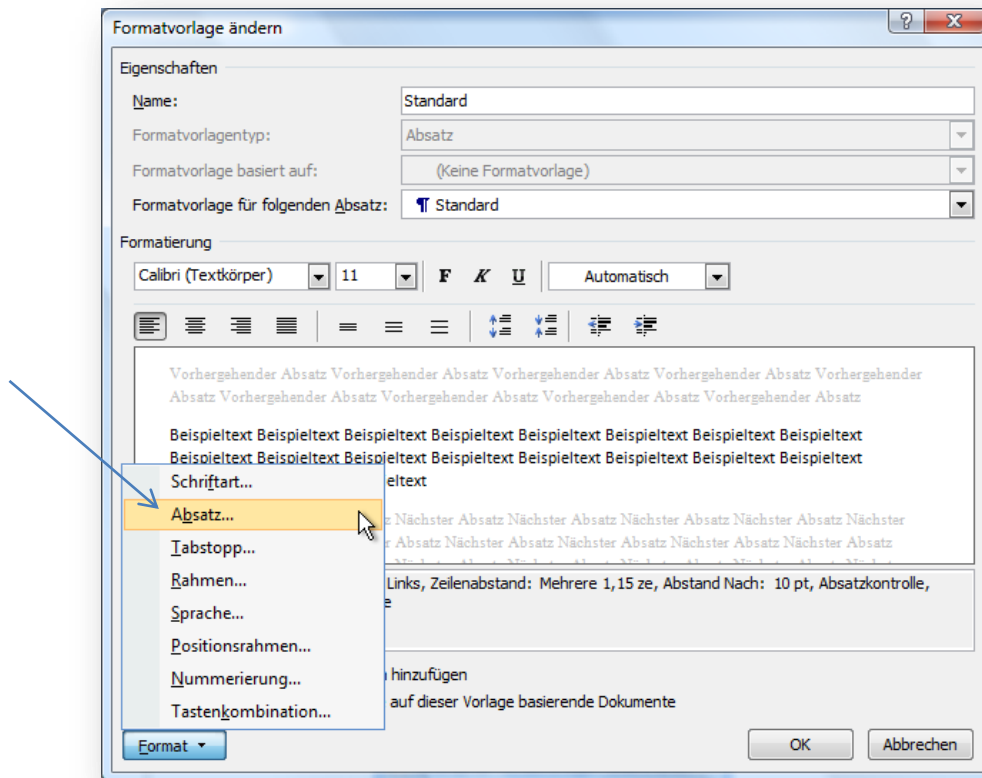 Formatvorlage ändern
Eigenschaften
Name: Standard
Formatvorlagentyp: Absatz
Formatvorlage basiert auf: (Keine Formatvorlage)
Formatvorlage für folgenden Absatz: ¶ Standard
Formatierung
Calibri (Textkörper) 11 F K U Automatisch
Vorhergehender Absatz Vorhergehender Absatz Vorhergehender Absatz Vorhergehender Absatz Vorhergehender
Absatz Vorhergehender Absatz Vorhergehender Absatz Vorhergehender Absatz Vorhergehender Absatz
Beispieltext Beispieltext Beispieltext Beispieltext Beispieltext Beispieltext Beispieltext Beispieltext
Beispieltext Beispieltext Beispieltext Beispieltext Beispieltext Beispieltext Beispieltext Beispieltext
eltext
Nächster Absatz Nächster Absatz Nächster Absatz Nächster Absatz Nächster
r Absatz Nächster Absatz Nächster Absatz Nächster Absatz Nächster Absatz
Links, Zeilenabstand: Mehrere 1,15 ze, Abstand Nach: 10 pt, Absatzkontrolle,
e
hinzufügen
auf dieser Vorlage basierende Dokumente
Schriftart...
Absatz...
Tabstopp...
Rahmen...
Sprache...
Positionsrahmen...
Nummerierung...
Tastenkombination...
Format
OK
Abbrechen